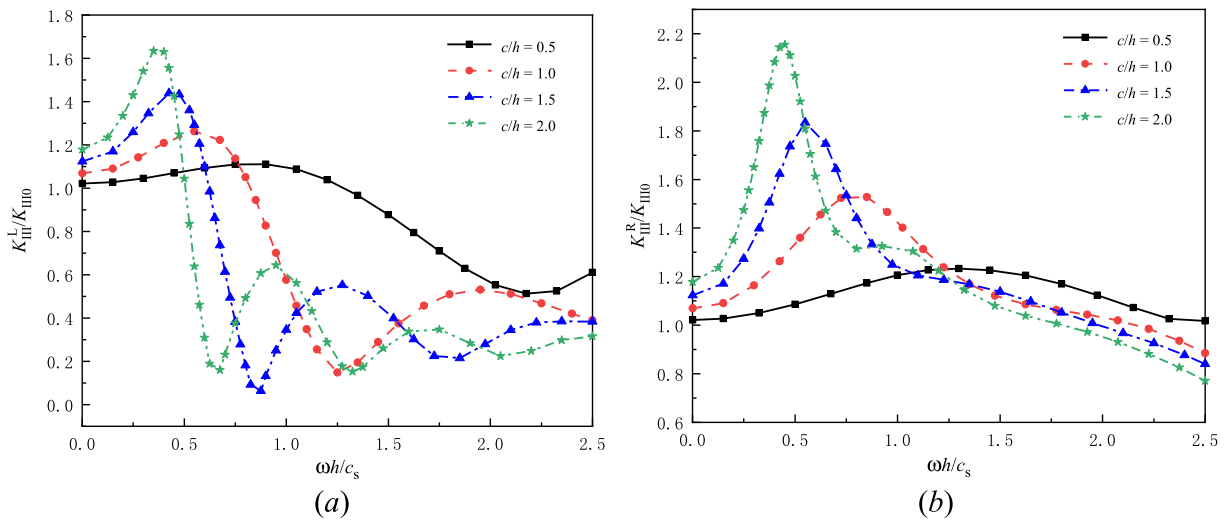 1.8
1.6
1.4
1.2
1.0
0.8
0.6
0.4
0.2
0.0
K_III^L/K_III0
0.0 0.5 1.0 1.5 2.0 2.5
ωh/c_s
c/h = 0.5
c/h = 1.0
c/h = 1.5
c/h = 2.0
(a)
2.2
2.0
1.8
1.6
1.4
1.2
1.0
0.8
0.6
K_III^R/K_III0
0.0 0.5 1.0 1.5 2.0 2.5
ωh/c_s
c/h = 0.5
c/h = 1.0
c/h = 1.5
c/h = 2.0
(b)